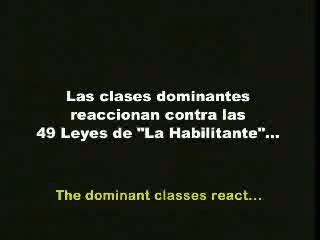 Las clases dominantes
reaccionan contra las
49 Leyes de "La Habilitante"...
The dominant classes react...